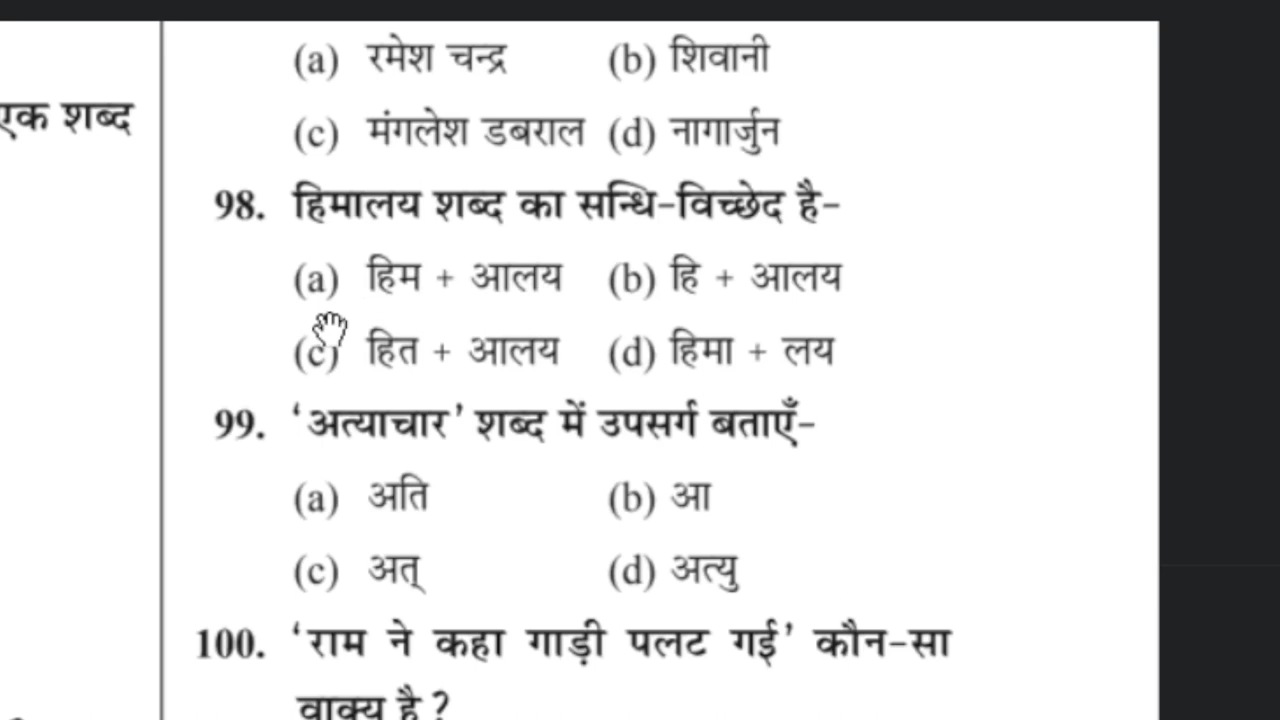 एक शब्द
(a) रमेश चन्द्र (b) शिवानी
(c) मंगलेश डबराल (d) नागार्जुन
98. हिमालय शब्द का सन्धि-विच्छेद है-
(a) हिम + आलय (b) हि + आलय
(c) हित + आलय (d) हिमा + लय
99. ‘अत्याचार’ शब्द में उपसर्ग बताएँ-
(a) अति (b) आ
(c) अत् (d) अत्यु
100. ‘राम ने कहा गाड़ी पलट गई’ कौन-सा
वाक्य है?